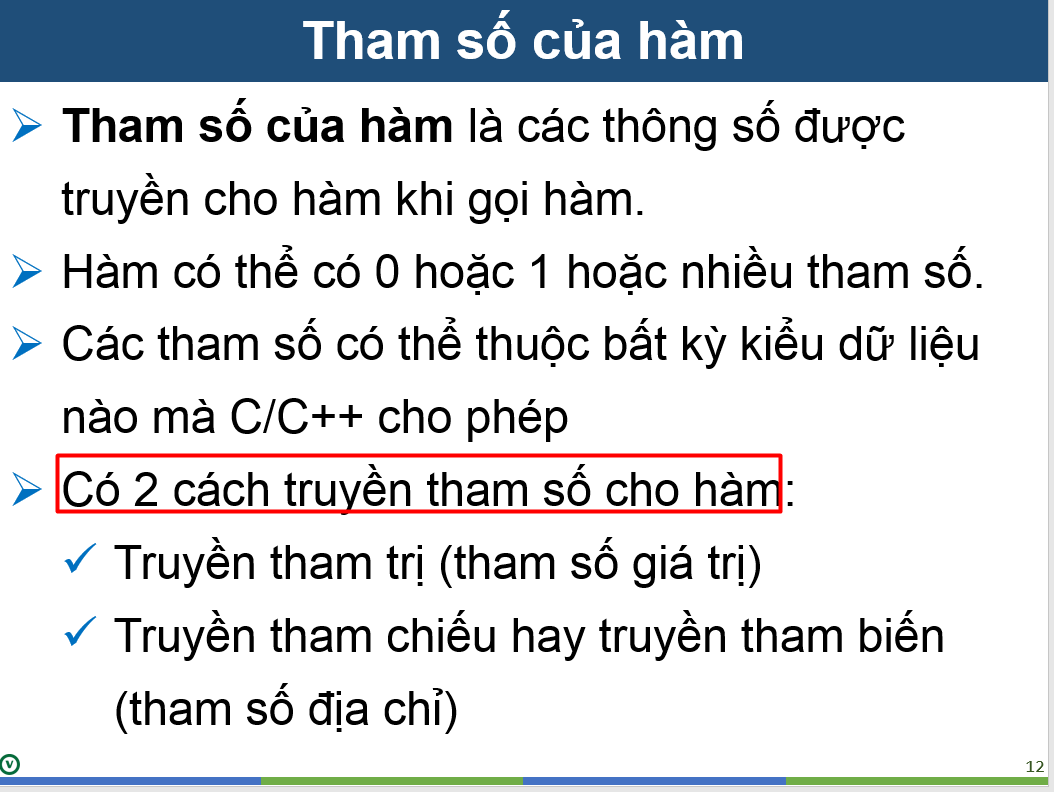 Tham số của hàm
Tham số của hàm là các thông số được
truyền cho hàm khi gọi hàm.
Hàm có thể có 0 hoặc 1 hoặc nhiều tham số.
Các tham số có thể thuộc bất kỳ kiểu dữ liệu
nào mà C/C++ cho phép
Có 2 cách truyền tham số cho hàm:
Truyền tham trị (tham số giá trị)
Truyền tham chiếu hay truyền tham biến
(tham số địa chỉ)
V
12